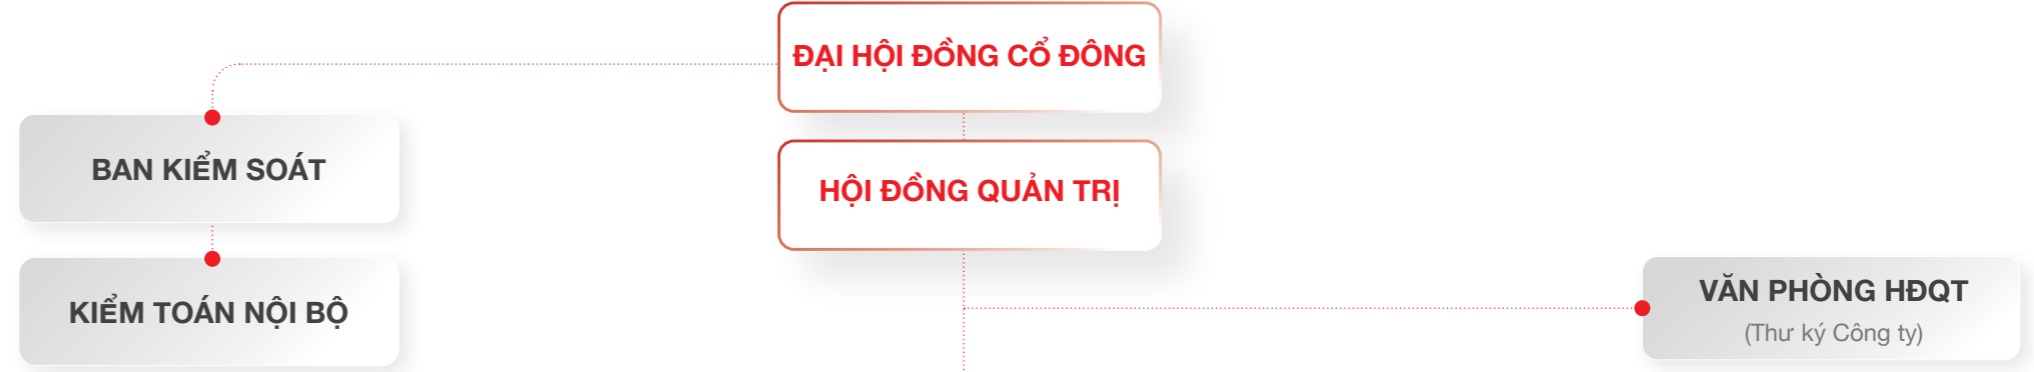 ĐẠI HỘI ĐỒNG CỔ ĐÔNG
BAN KIỂM SOÁT
HỘI ĐỒNG QUẢN TRỊ
KIỂM TOÁN NỘI BỘ
VĂN PHÒNG HĐQT
(Thư ký Công ty)